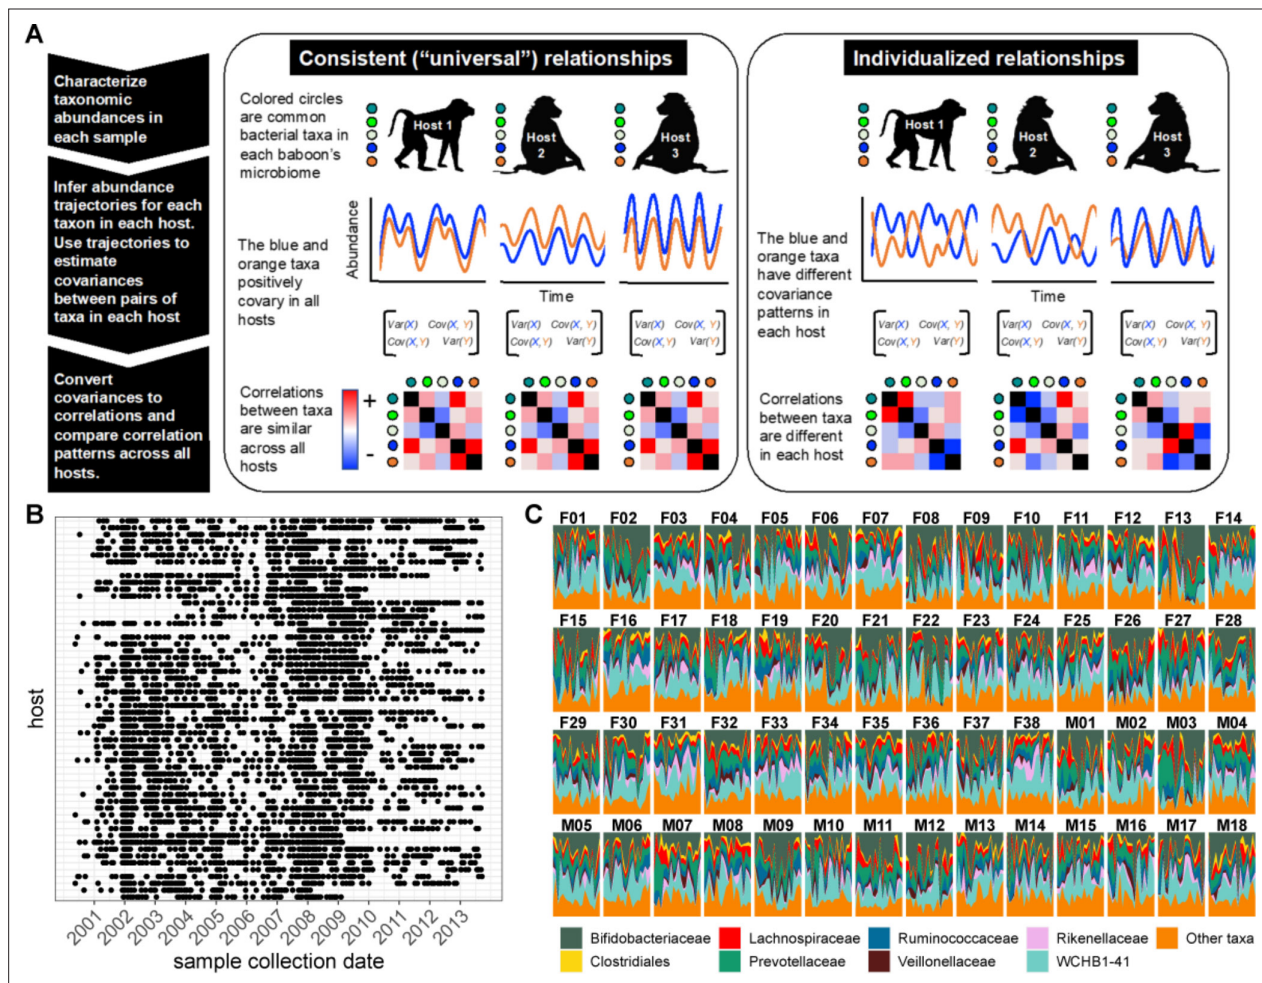 A
Characterize
taxonomic
abundances in
each sample
Infer abundance
trajectories for each
taxon in each host.
Use trajectories to
estimate
covariances
between pairs of
taxa in each host
Convert
covariances to
correlations and
compare correlation
patterns across all
hosts.
Consistent (“universal”) relationships
Colored circles
are common
bacterial taxa in
each baboon’s
microbiome
Host 1
Host
2
Host
3
The blue and
orange taxa
positively
covary in all
hosts
Abundance
Time
Var(X) Cov(X, Y)
Cov(X,Y) Var(Y)
Var(X) Cov(X, Y)
Cov(X,Y) Var(Y)
Var(X) Cov(X, Y)
Cov(X,Y) Var(Y)
Correlations
between taxa
are similar
across all
hosts
+
-
Individualized relationships
Host 1
Host
2
Host
3
The blue and
orange taxa
have different
covariance
patterns in
each host
Time
Var(X) Cov(X, Y)
Cov(X,Y) Var(Y)
Var(X) Cov(X, Y)
Cov(X,Y) Var(Y)
Var(X) Cov(X, Y)
Cov(X,Y) Var(Y)
Correlations
between taxa
are different
in each host
B
host
2001 2002 2003 2004 2005 2006 2007 2008 2009 2010 2011 2012 2013
sample collection date
C
F01 F02 F03 F04 F05 F06 F07 F08 F09 F10 F11 F12 F13 F14
F15 F16 F17 F18 F19 F20 F21 F22 F23 F24 F25 F26 F27 F28
F29 F30 F31 F32 F33 F34 F35 F36 F37 F38 M01 M02 M03 M04
M05 M06 M07 M08 M09 M10 M11 M12 M13 M14 M15 M16 M17 M18
Bifidobacteriaceae Lachnospiraceae Ruminococcaceae Rikenellaceae Other taxa
Clostridiales Prevotellaceae Veillonellaceae WCHB1-41